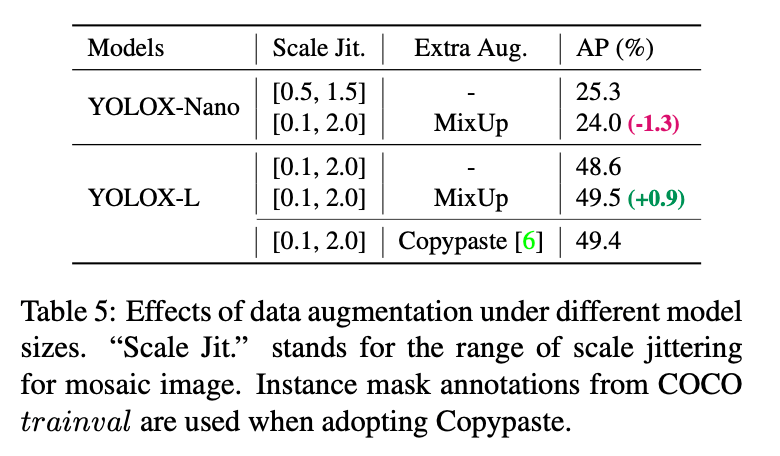 Models Scale Jit. Extra Aug. AP (%)
YOLOX-Nano [0.5, 1.5] - 25.3
[0.1, 2.0] MixUp 24.0 (-1.3)
YOLOX-L [0.1, 2.0] - 48.6
[0.1, 2.0] MixUp 49.5 (+0.9)
[0.1, 2.0] Copypaste [6] 49.4
Table 5: Effects of data augmentation under different model
sizes. “Scale Jit.” stands for the range of scale jittering
for mosaic image. Instance mask annotations from COCO
trainval are used when adopting Copypaste.